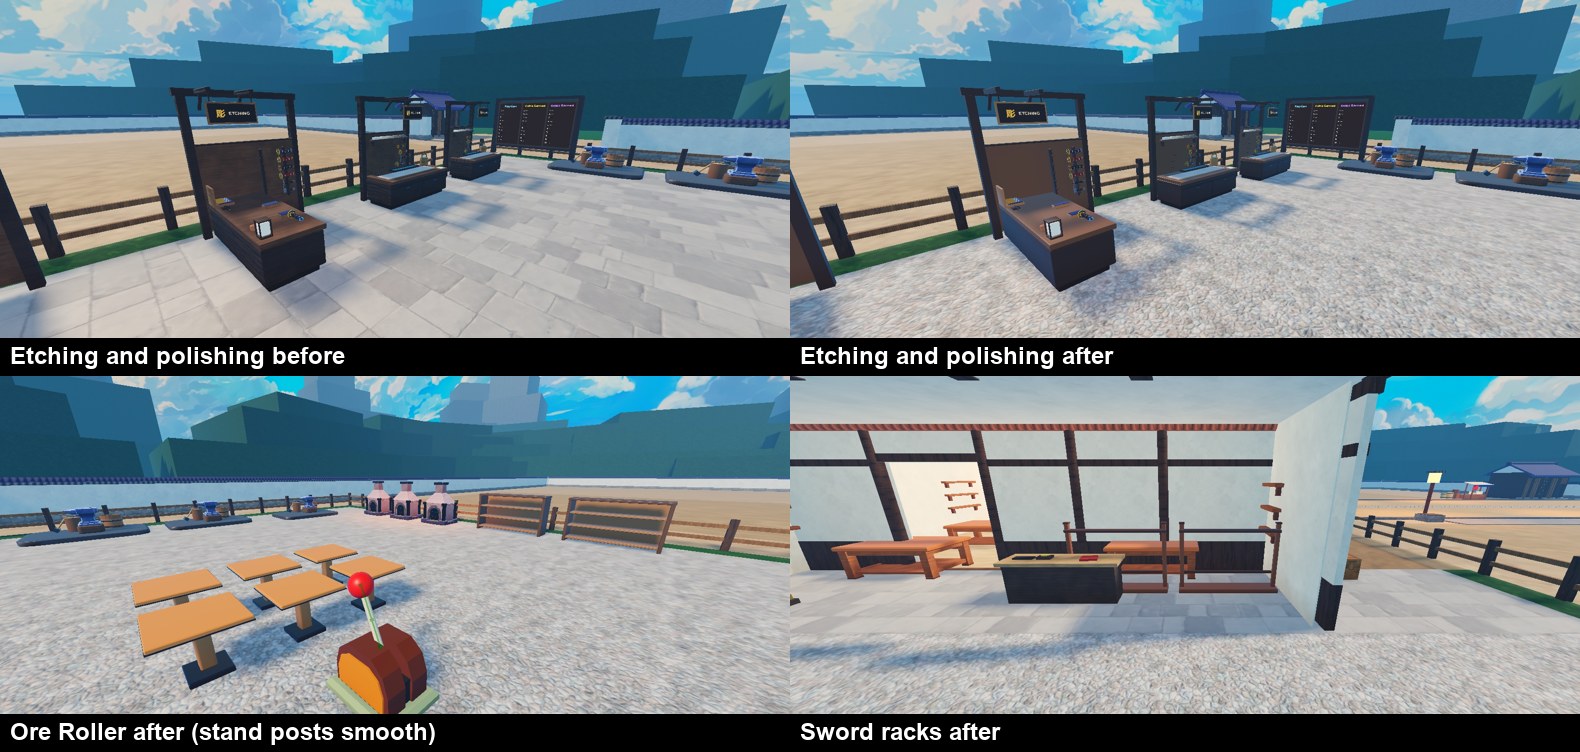 ETCHING
ETCHING
Etching and polishing before
Etching and polishing after
Ore Roller after (stand posts smooth)
Sword racks after